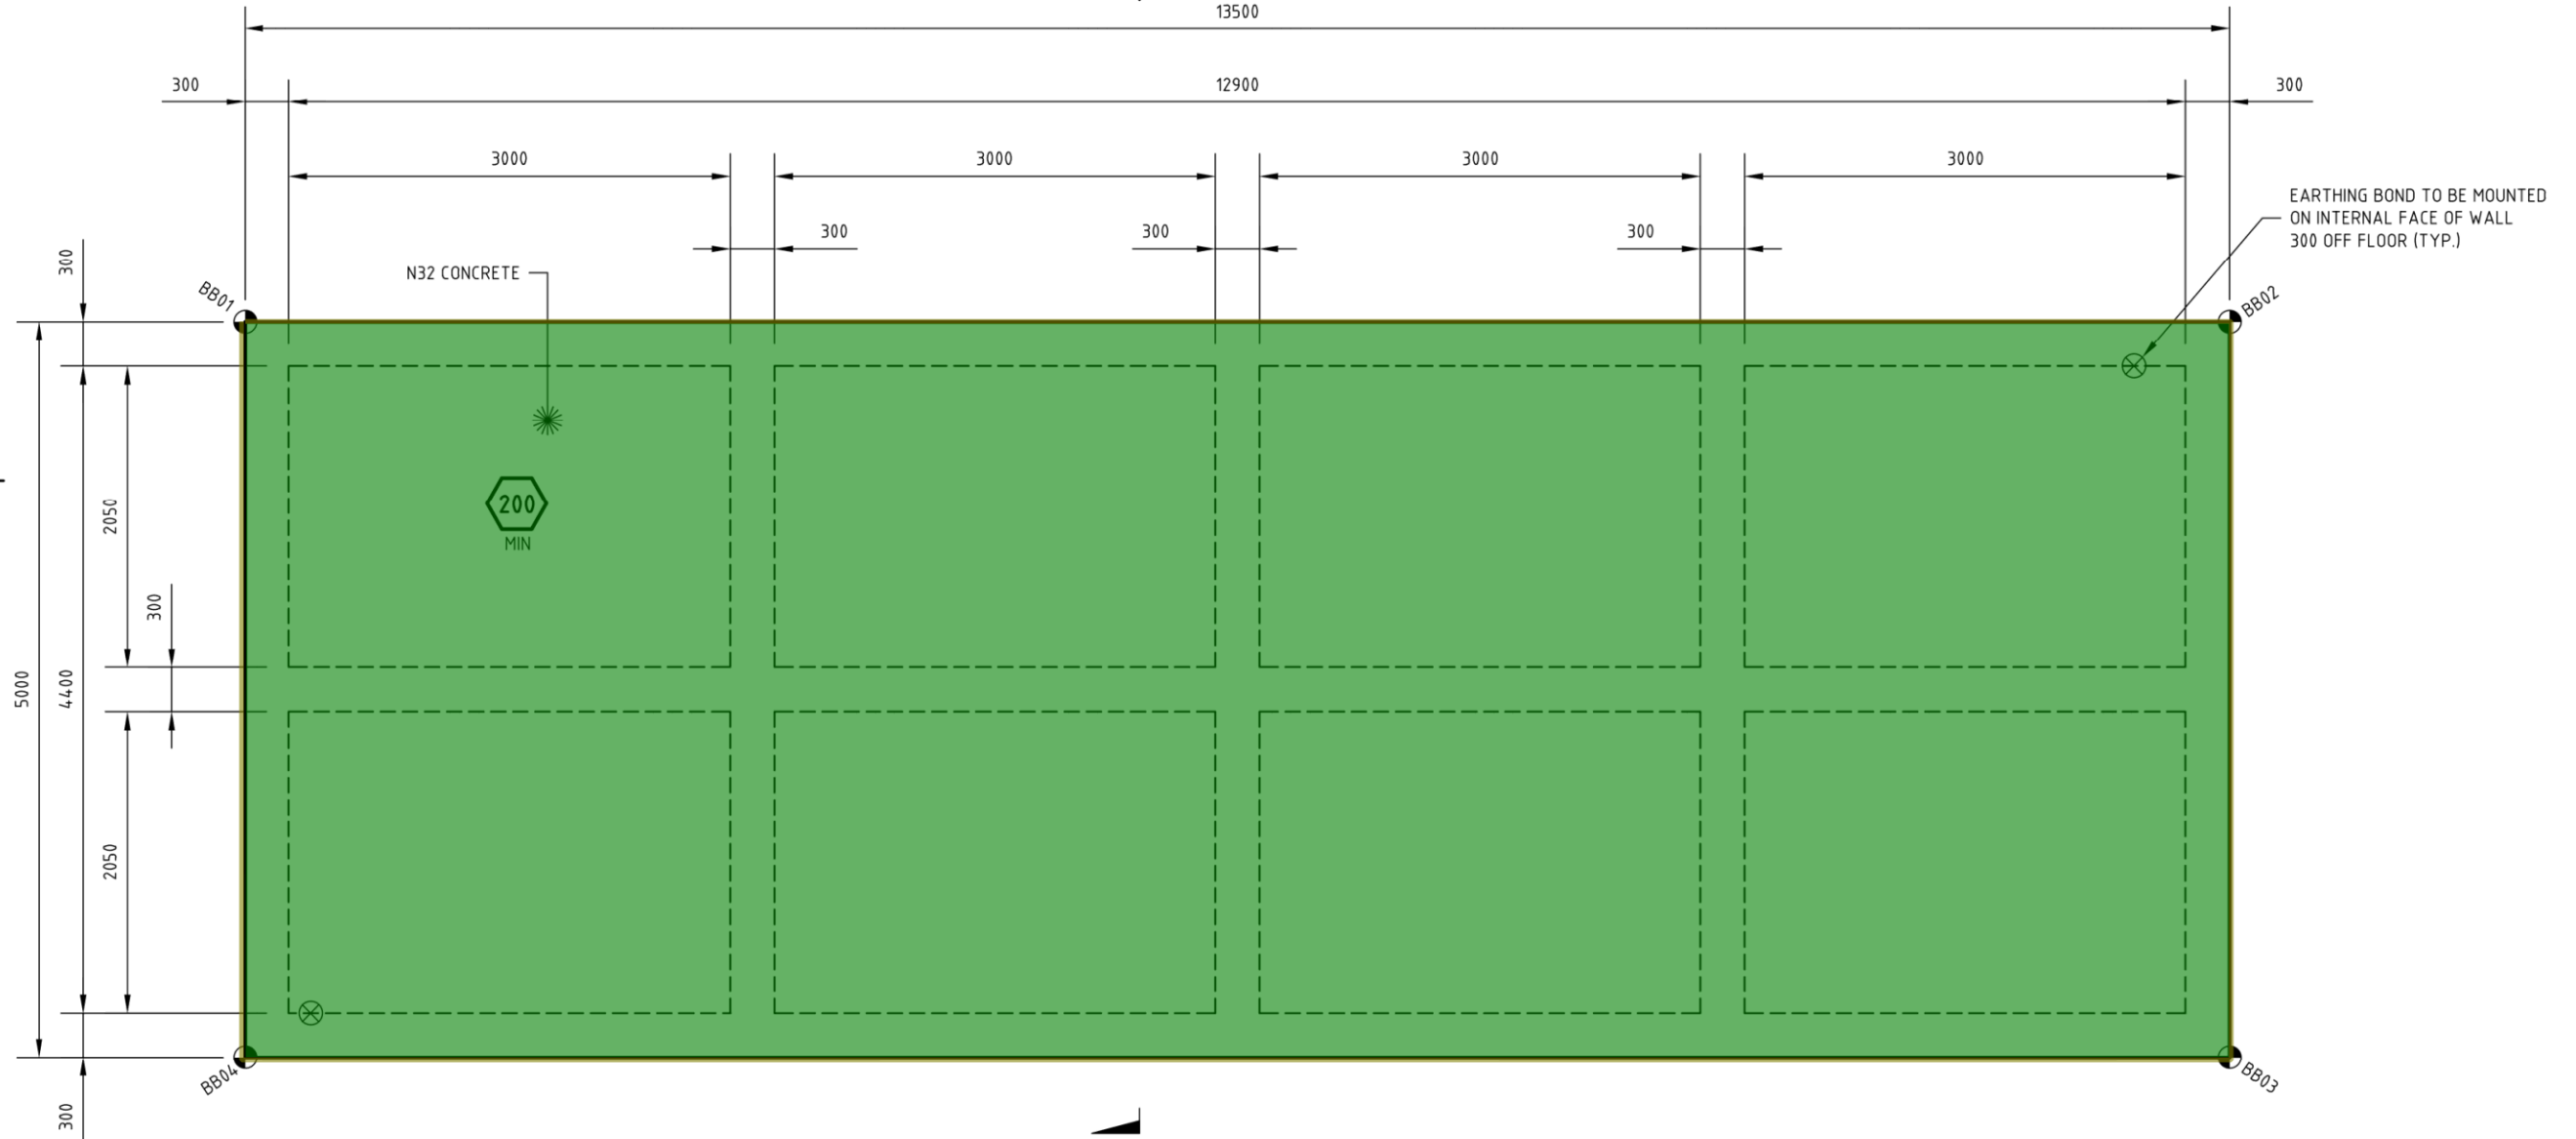 13500
300
12900
300
3000
3000
3000
3000
300
300
300
EARTHING BOND TO BE MOUNTED
ON INTERNAL FACE OF WALL
300 OFF FLOOR (TYP.)
300
N32 CONCRETE
BB01
BB02
200
MIN
2050
300
5000
4400
2050
BB04
BB03
300